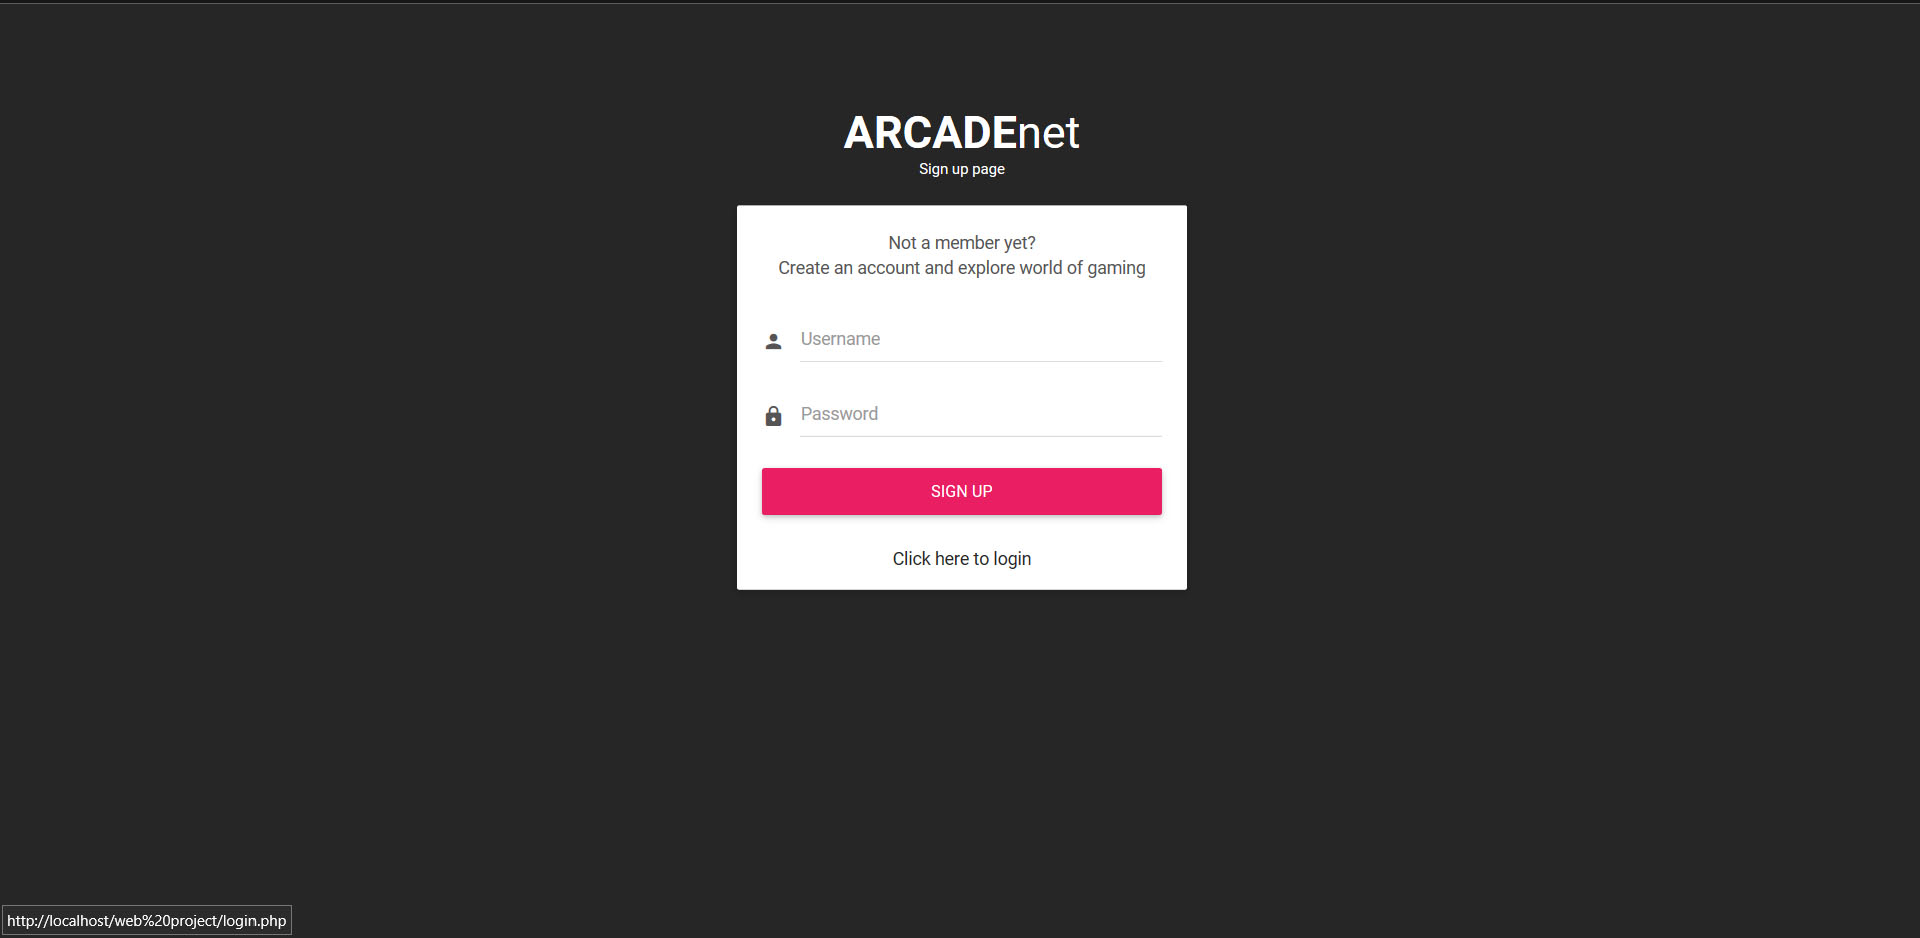 ARCADEnet
Sign up page
Not a member yet?
Create an account and explore world of gaming
Username
Password
SIGN UP
Click here to login
http://localhost/web%20project/login.php